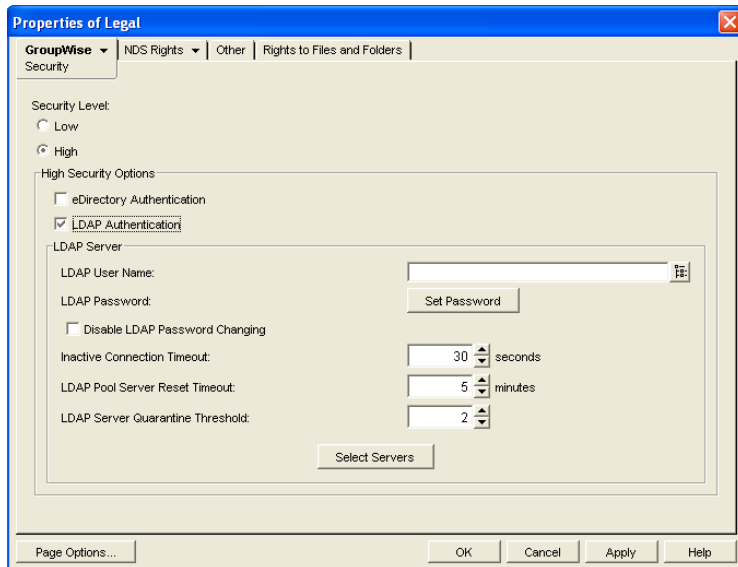 Properties of Legal
GroupWise NDS Rights Other Rights to Files and Folders
Security
Security Level:
Low
High
High Security Options
eDirectory Authentication
LDAP Authentication
LDAP Server
LDAP User Name:
LDAP Password: Set Password
Disable LDAP Password Changing
Inactive Connection Timeout: 30 seconds
LDAP Pool Server Reset Timeout: 5 minutes
LDAP Server Quarantine Threshold: 2
Select Servers
Page Options... OK Cancel Apply Help